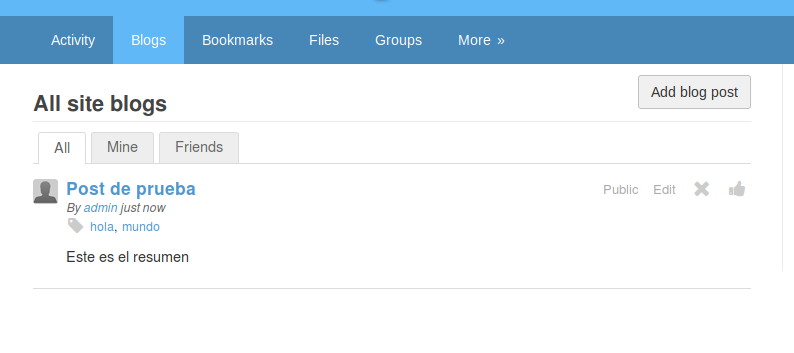 Activity Blogs Bookmarks Files Groups More »
Add blog post
All site blogs
All Mine Friends
Post de prueba Public Edit
By admin just now
hola, mundo
Este es el resumen